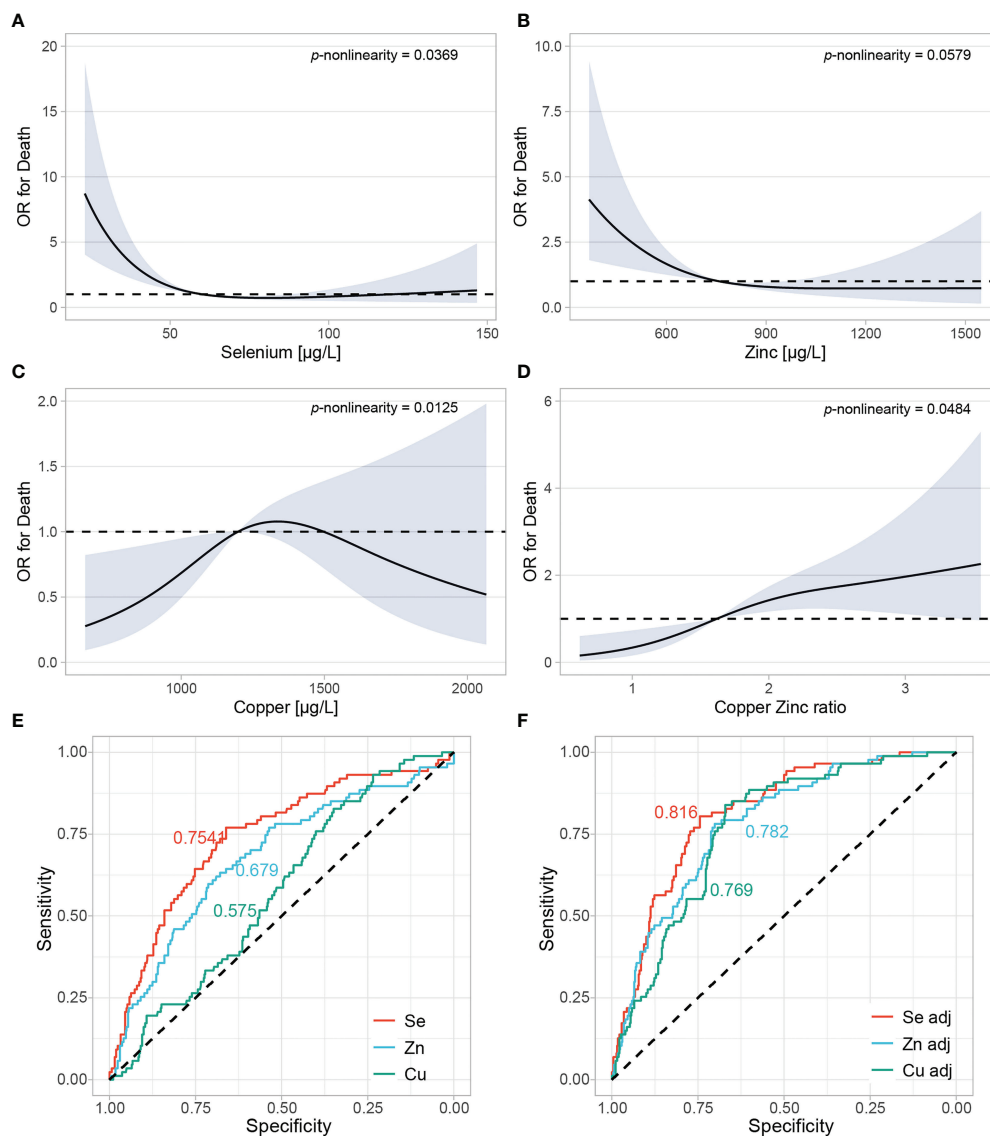 A
p-nonlinearity = 0.0369
20
15
10
5
0
OR for Death
50
100
150
Selenium [µg/L]
B
p-nonlinearity = 0.0579
10.0
7.5
5.0
2.5
0.0
OR for Death
600
900
1200
1500
Zinc [µg/L]
C
p-nonlinearity = 0.0125
2.0
1.5
1.0
0.5
0.0
OR for Death
1000
1500
2000
Copper [µg/L]
D
p-nonlinearity = 0.0484
6
4
2
0
OR for Death
1
2
3
Copper Zinc ratio
E
1.00
0.75
0.50
0.25
0.00
Sensitivity
0.7541
0.679
0.575
Se
Zn
Cu
1.00
0.75
0.50
0.25
0.00
Specificity
F
1.00
0.75
0.50
0.25
0.00
Sensitivity
0.816
0.782
0.769
Se adj
Zn adj
Cu adj
1.00
0.75
0.50
0.25
0.00
Specificity